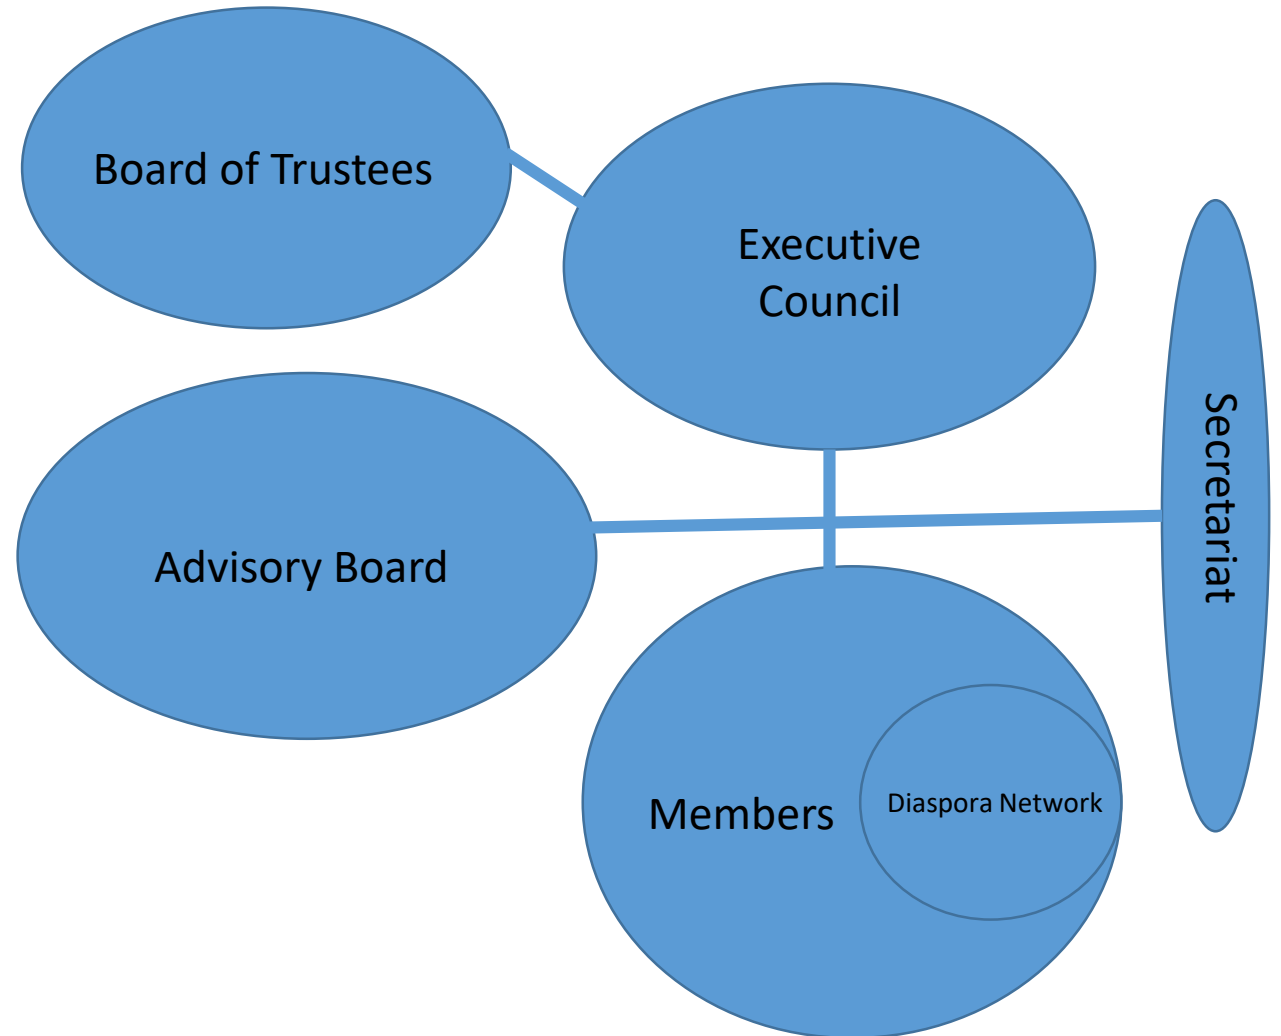 Board of Trustees
Executive
Council
Secretariat
Advisory Board
Members
Diaspora Network